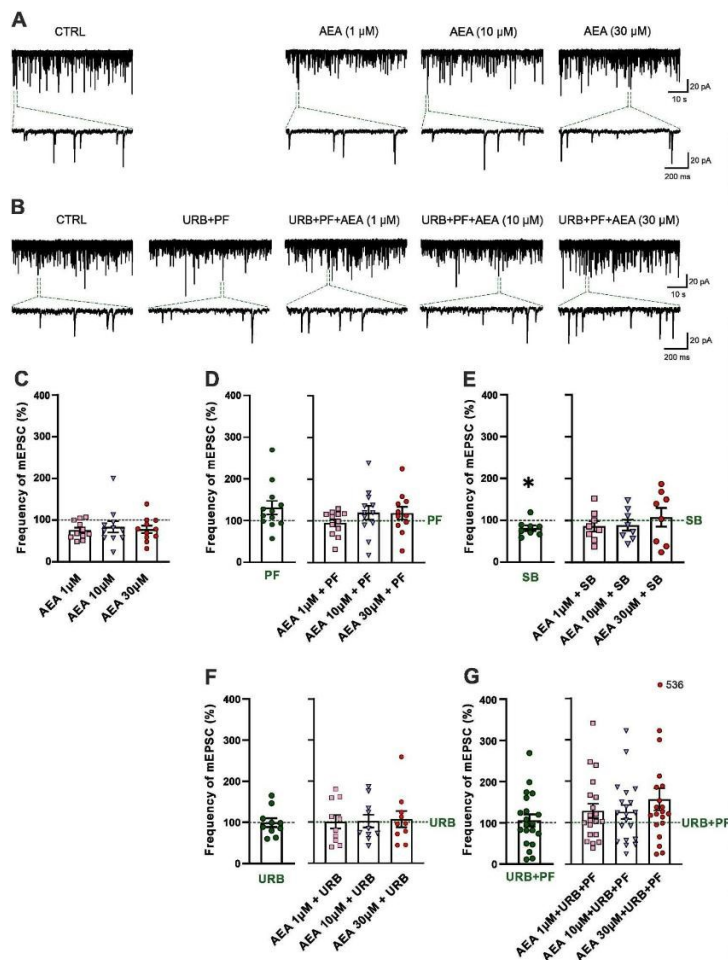 A
CTRL
AEA (1 µM)
AEA (10 µM)
AEA (30 µM)
20 pA
10 s
20 pA
200 ms
B
CTRL
URB+PF
URB+PF+AEA (1 µM)
URB+PF+AEA (10 µM)
URB+PF+AEA (30 µM)
20 pA
10 s
20 pA
200 ms
C
Frequency of mEPSC (%)
400
300
200
100
0
AEA 1µM
AEA 10µM
AEA 30µM
D
Frequency of mEPSC (%)
400
300
200
100
0
PF
PF
AEA 1µM + PF
AEA 10µM + PF
AEA 30µM + PF
E
Frequency of mEPSC (%)
400
300
200
100
0
*
SB
SB
AEA 1µM + SB
AEA 10µM + SB
AEA 30µM + SB
F
Frequency of mEPSC (%)
400
300
200
100
0
URB
URB
AEA 1µM + URB
AEA 10µM + URB
AEA 30µM + URB
G
Frequency of mEPSC (%)
400
300
200
100
0
536
URB+PF
URB+PF
AEA 1µM+URB+PF
AEA 10µM+URB+PF
AEA 30µM+URB+PF